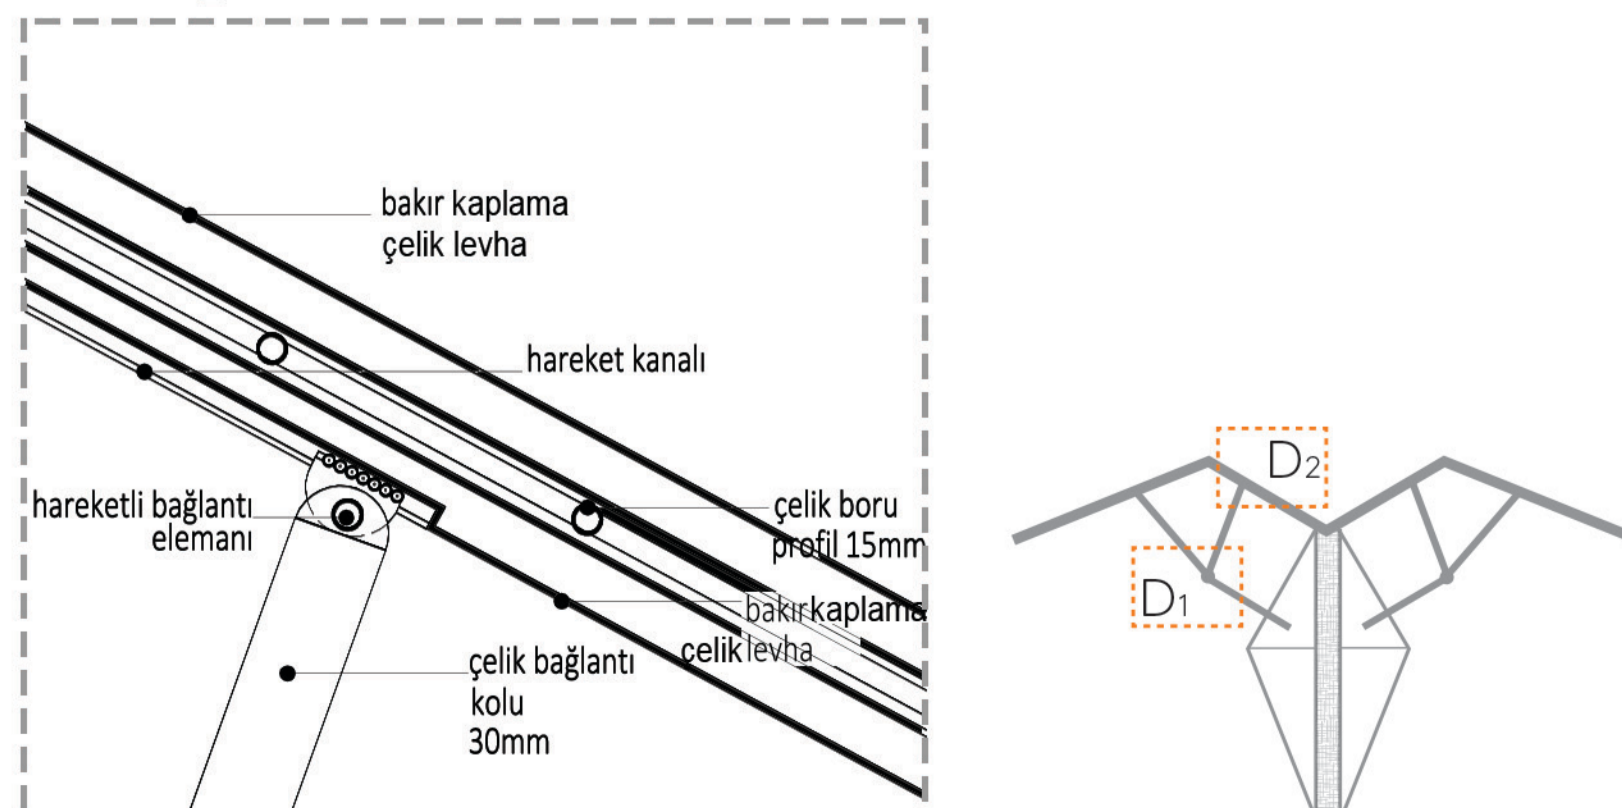 bakır kaplama
çelik levha
hareket kanalı
hareketli bağlantı
elemanı
çelik boru
profil 15mm
bakır kaplama
çelik levha
çelik bağlantı
kolu
30mm
D2
D1